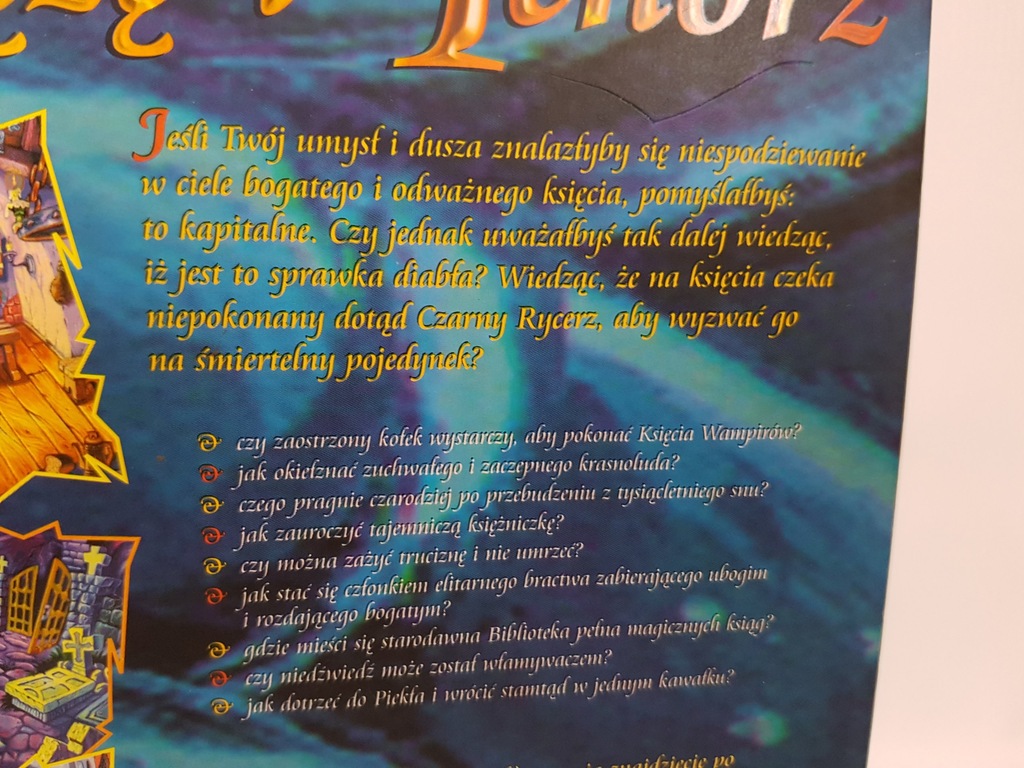 i Tchórz
Jeśli Twój umysł i dusza znalazłyby się niespodziewanie
w ciele bogatego i odważnego księcia, pomyślałbyś:
to kapitalne. Czy jednak uważałbyś tak dalej wiedząc,
iż jest to sprawka diabła? Wiedząc, że na księcia czeka
niepokonany dotąd Czarny Rycerz, aby wyzwać go
na śmiertelny pojedynek?
czy zaostrzony kołek wystarczy, aby pokonać Księcia Wampirów?
jak okiełznać zuchwałego i zaczepnego krasnoluda?
czego pragnie czarodziej po przebudzeniu z tysiącletniego snu?
jak zauroczyć tajemniczą księżniczkę?
czy można zażyć truciznę i nie umrzeć?
jak stać się członkiem elitarnego bractwa zabierającego ubogim
i rozdającego bogatym?
gdzie mieści się starodawna Biblioteka pełna magicznych ksiąg?
czy niedźwiedź może zostać włamywaczem?
jak dotrzeć do Piekła i wrócić stamtąd w jednym kawałku?
znajdziecie po